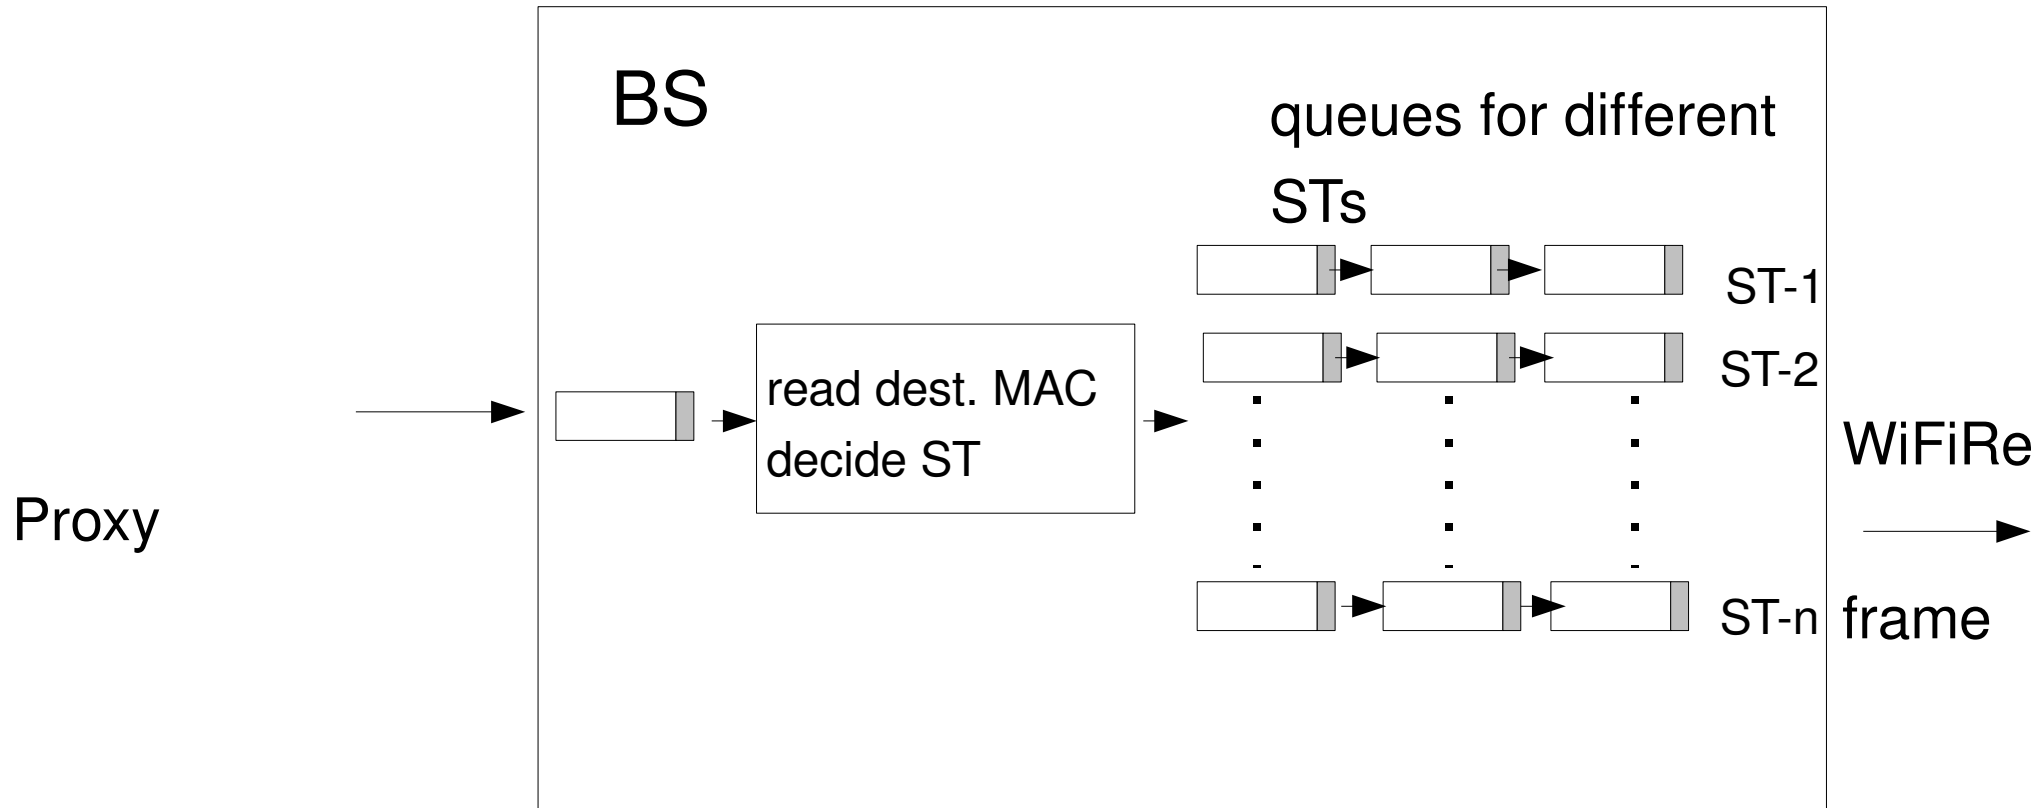 BS
queues for different
STs
ST-1
read dest. MAC
decide ST
ST-2
Proxy
WiFiRe
frame
ST-n